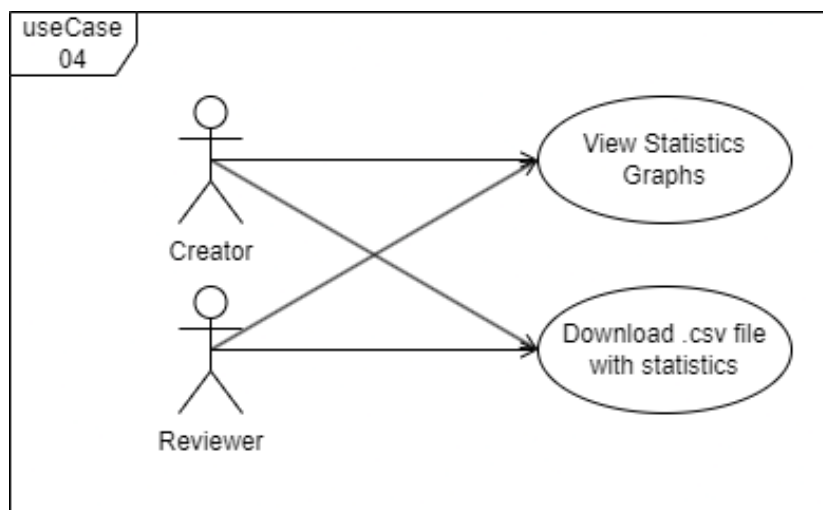 useCase
04
View Statistics
Graphs
Creator
Download .csv file
with statistics
Reviewer